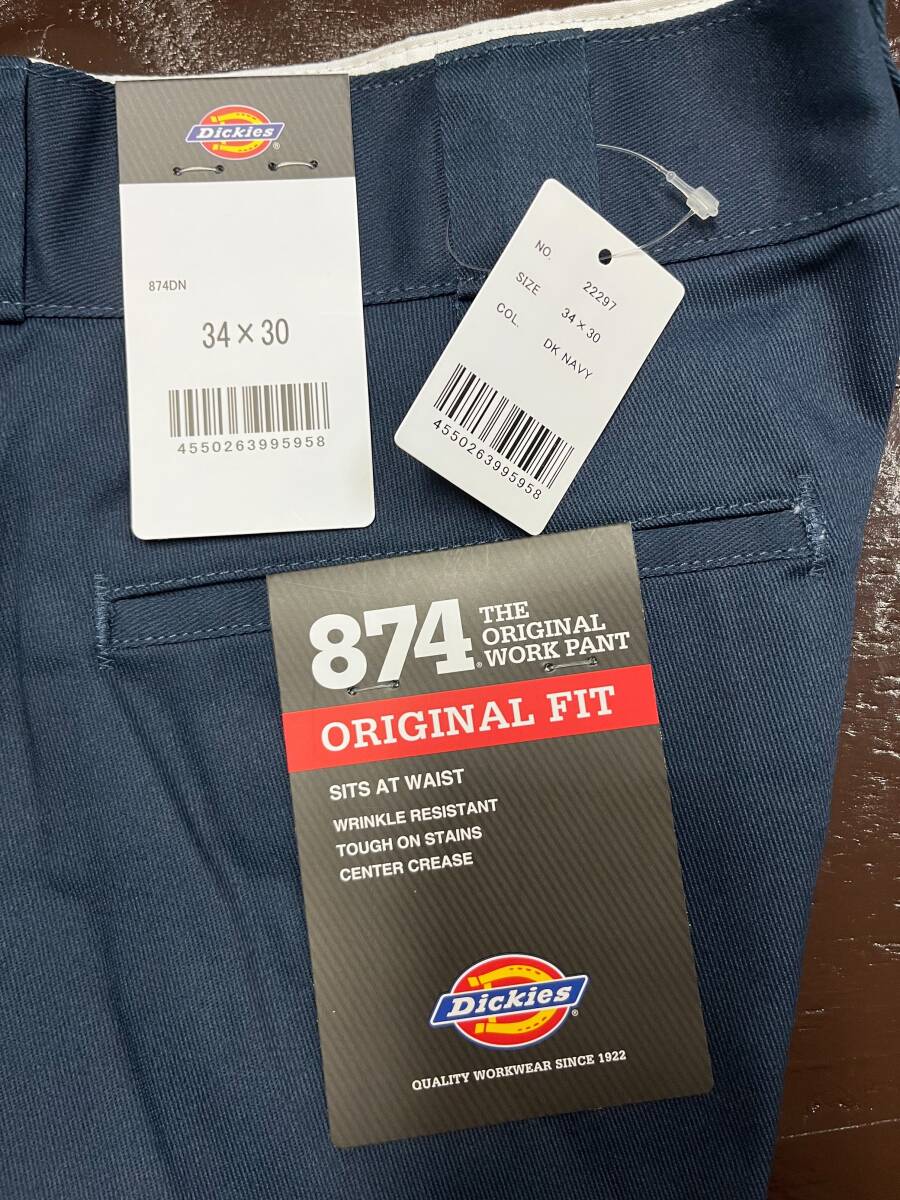 Dickies
®
874DN
34×30
4550263995958
NO. 22297
SIZE 34×30
COL. DK NAVY
4550263995958
874® THE
ORIGINAL
WORK PANT
ORIGINAL FIT
SITS AT WAIST
WRINKLE RESISTANT
TOUGH ON STAINS
CENTER CREASE
Dickies
®
QUALITY WORKWEAR SINCE 1922